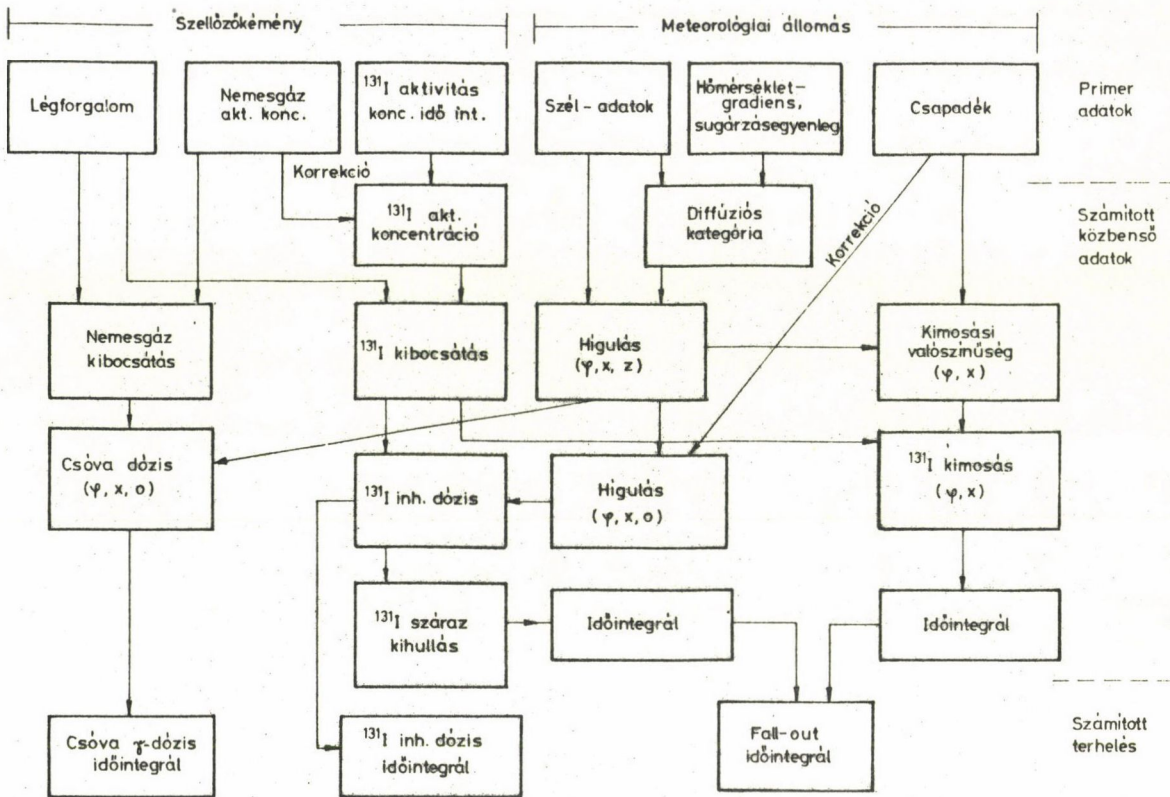 Szellőzőkémény
Meteorológiai állomás
Légforgalom
Nemesgáz
akt. konc.
¹³¹I aktivitás
konc. idő int.
Szél-adatok
Hőmérséklet-
gradiens,
sugárzásegyenleg
Csapadék
Primer
adatok
Korrekció
¹³¹I akt.
koncentráció
Diffúziós
kategória
Korrekció
Számított
közbenső
adatok
Nemesgáz
kibocsátás
¹³¹I kibocsátás
Higulás
(φ, x, z)
Kimosási
valószínűség
(φ, x)
Csóva dózis
(φ, x, o)
¹³¹I inh. dózis
Higulás
(φ, x, o)
¹³¹I kimosás
(φ, x)
¹³¹I száraz
kihullás
Időintegrál
Időintegrál
Csóva γ-dózis
időintegrál
¹³¹I inh. dózis
időintegrál
Fall-out
időintegrál
Számított
terhelés